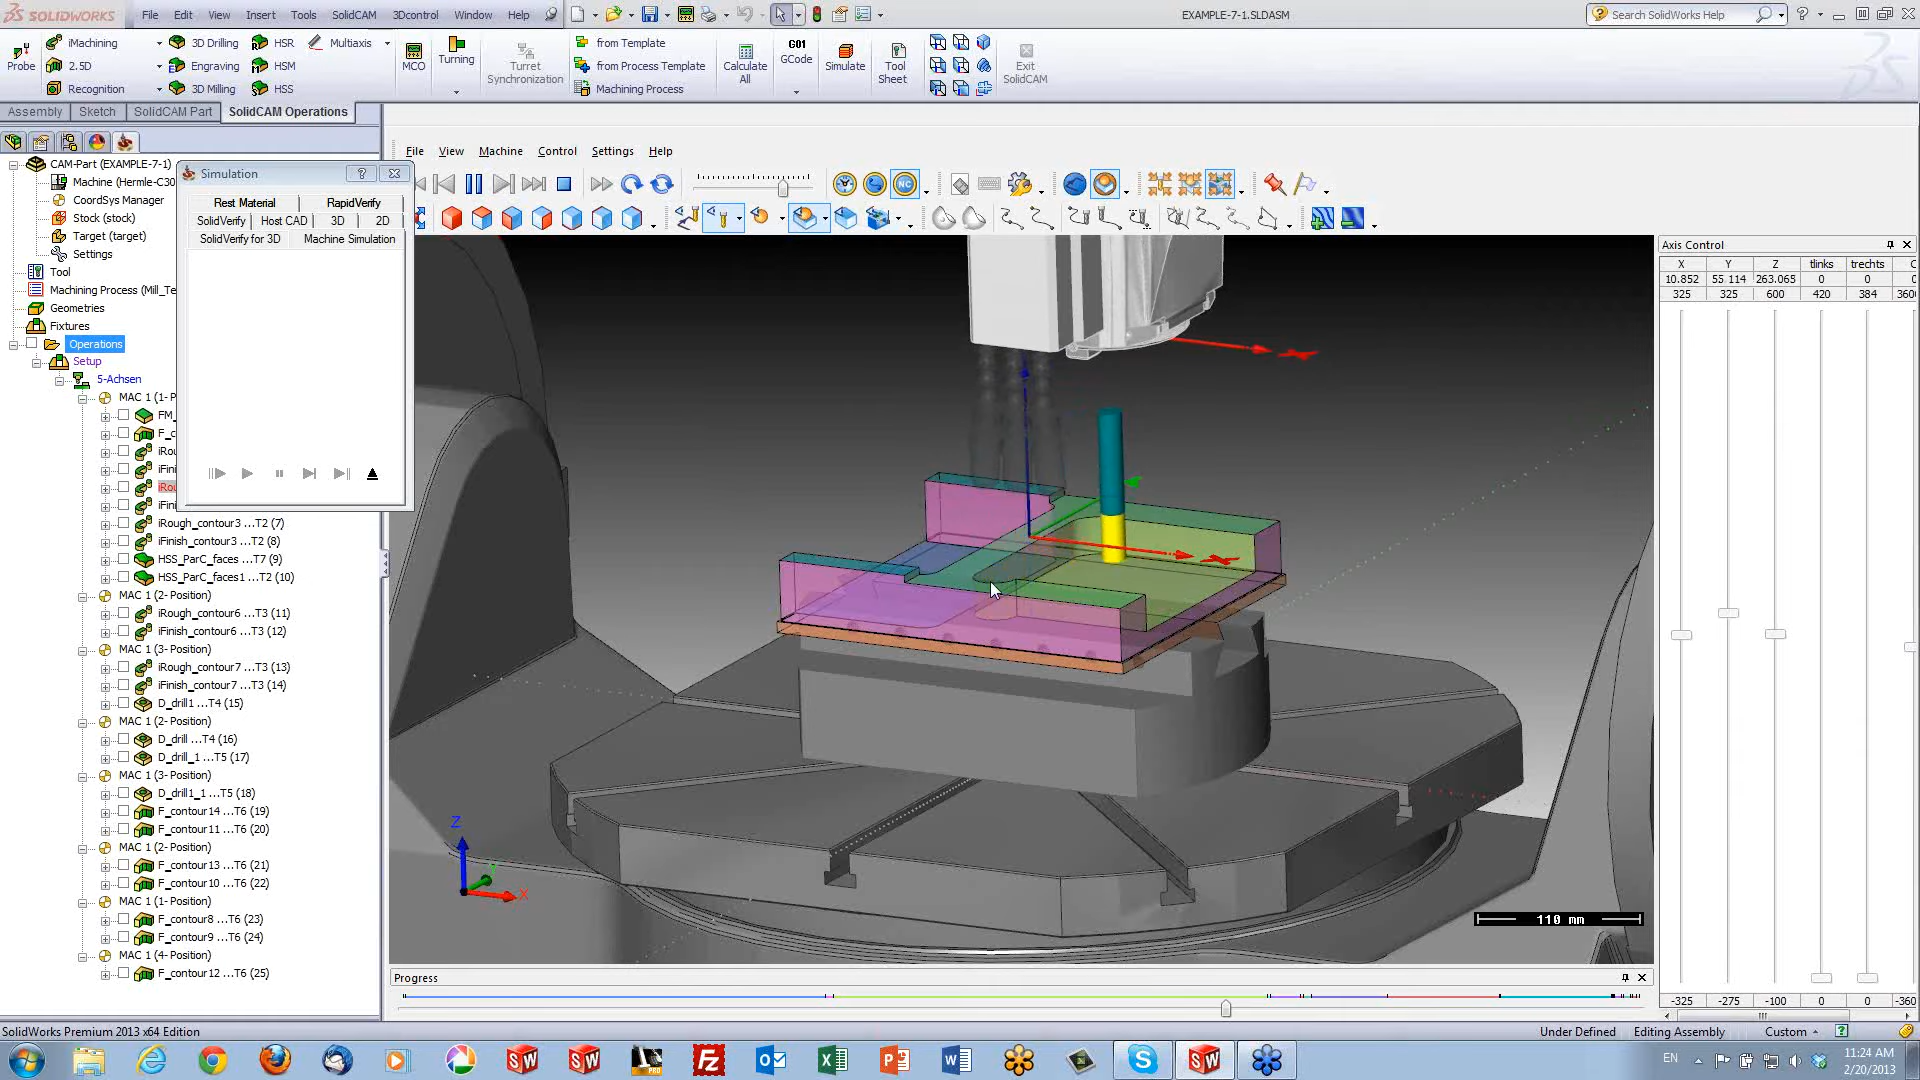 SOLIDWORKS
File Edit View Insert Tools SolidCAM 3Dcontrol Window Help
EXAMPLE-7-1.SLDASM
Search SolidWorks Help
Probe
iMachining
2.5D
Recognition
3D Drilling
Engraving
3D Milling
HSR
HSM
HSS
Multiaxis
MCO
Turning
Turret
Synchronization
from Template
from Process Template
Machining Process
Calculate
All
G01
GCode
Simulate
Tool
Sheet
Exit
SolidCAM
Assembly Sketch SolidCAM Part SolidCAM Operations
CAM-Part (EXAMPLE-7-1)
Machine (Hermle-C30
CoordSys Manager
Stock (stock)
Target (target)
Settings
Tool
Machining Process (Mill_Te
Geometries
Fixtures
Operations
Setup
5-Achsen
MAC 1 (1- P
FM_
F_c
iRou
iFini
iRou
iFini
iRough_contour3 ...T2 (7)
iFinish_contour3 ...T2 (8)
HSS_ParC_faces ...T7 (9)
HSS_ParC_faces1 ...T2 (10)
MAC 1 (2- Position)
iRough_contour6 ...T3 (11)
iFinish_contour6 ...T3 (12)
MAC 1 (3- Position)
iRough_contour7 ...T3 (13)
iFinish_contour7 ...T3 (14)
D_drill1 ...T4 (15)
MAC 1 (2- Position)
D_drill ...T4 (16)
D_drill_1 ...T5 (17)
MAC 1 (3- Position)
D_drill1_1 ...T5 (18)
F_contour14 ...T6 (19)
F_contour11 ...T6 (20)
MAC 1 (2- Position)
F_contour13 ...T6 (21)
F_contour10 ...T6 (22)
MAC 1 (1- Position)
F_contour8 ...T6 (23)
F_contour9 ...T6 (24)
MAC 1 (4- Position)
F_contour12 ...T6 (25)
Simulation
Rest Material RapidVerify
SolidVerify Host CAD 3D 2D
SolidVerify for 3D Machine Simulation
File View Machine Control Settings Help
NC
Z
X
110 mm
Axis Control
X Y Z tlinks trechts C
10.852 55.114 263.065 0 0 0
325 325 600 420 384 3600
-325 -275 -100 0 0 -360
Progress
SolidWorks Premium 2013 x64 Edition
Under Defined Editing Assembly Custom
EN
11:24 AM
2/20/2013